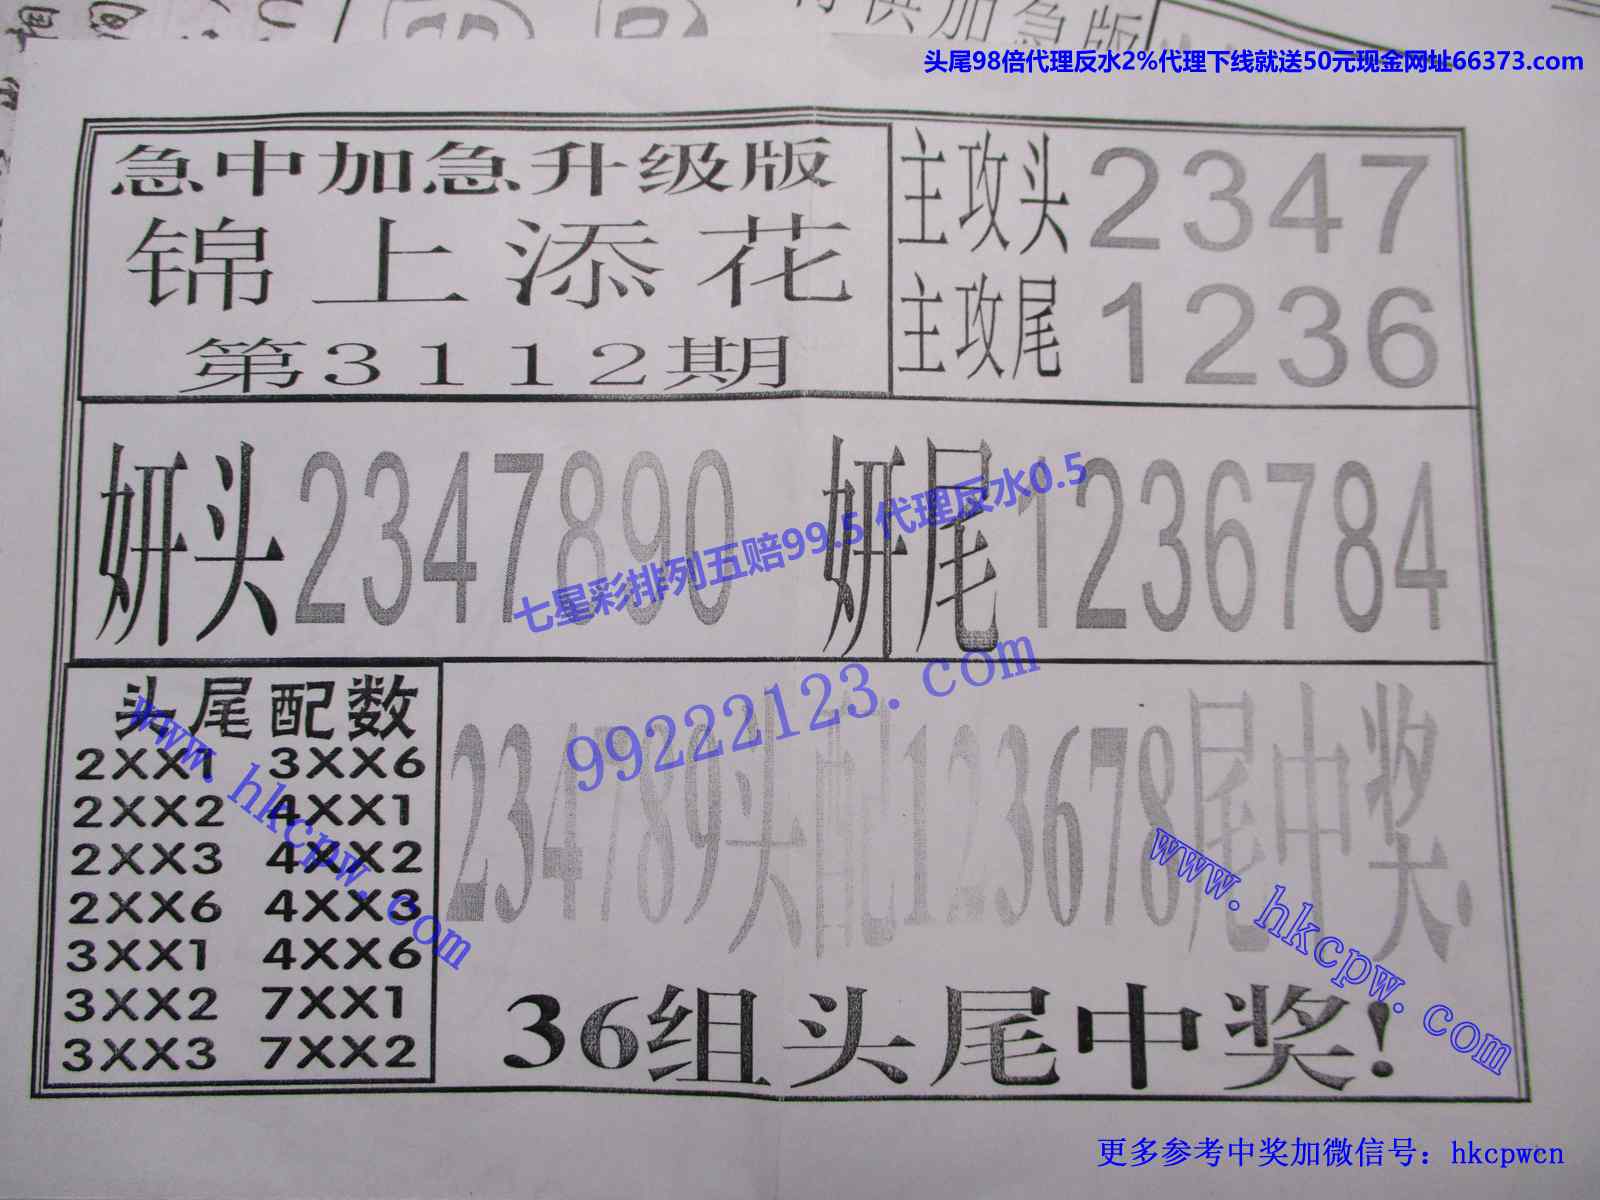 供加急版
头尾98倍代理反水2%代理下线就送50元现金网址66373.com
急中加急升级版
锦上添花
第3112期
主攻头2347
主攻尾1236
妍头2347890
妍尾1236784
七星彩排列五赔99.5 代理反水0.5
99222123.com
头尾配数
2XX1 3XX6
2XX2 4XX1
2XX3 4XX2
2XX6 4XX3
3XX1 4XX6
3XX2 7XX1
3XX3 7XX2
www.hkcpw.com
234789头配123678尾中奖.
www.hkcpw.com
36组头尾中奖!
更多参考中奖加微信号：hkcpwcn